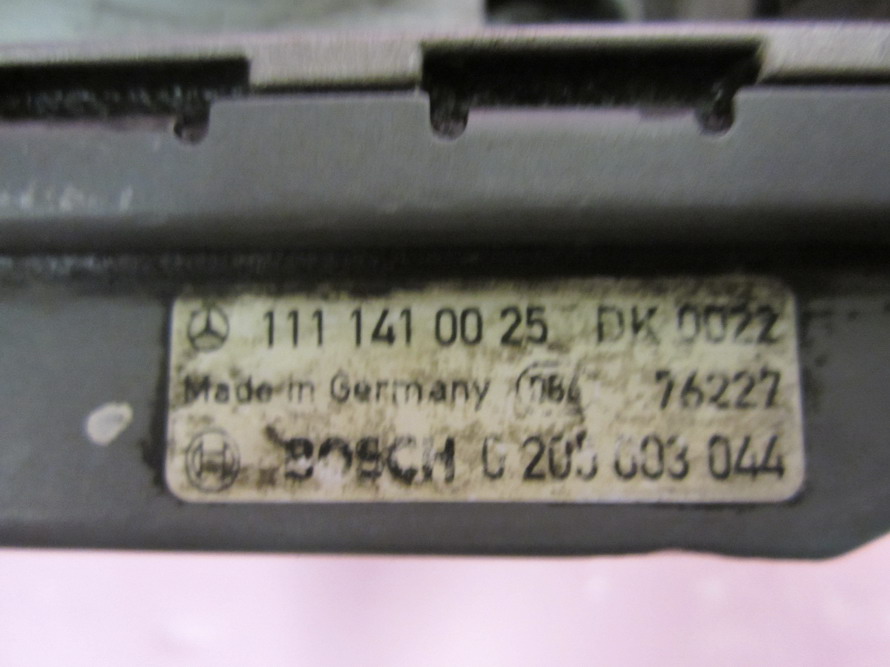 111 141 00 25 DK 0022
Made in Germany 76227
BOSCH 0 205 003 044